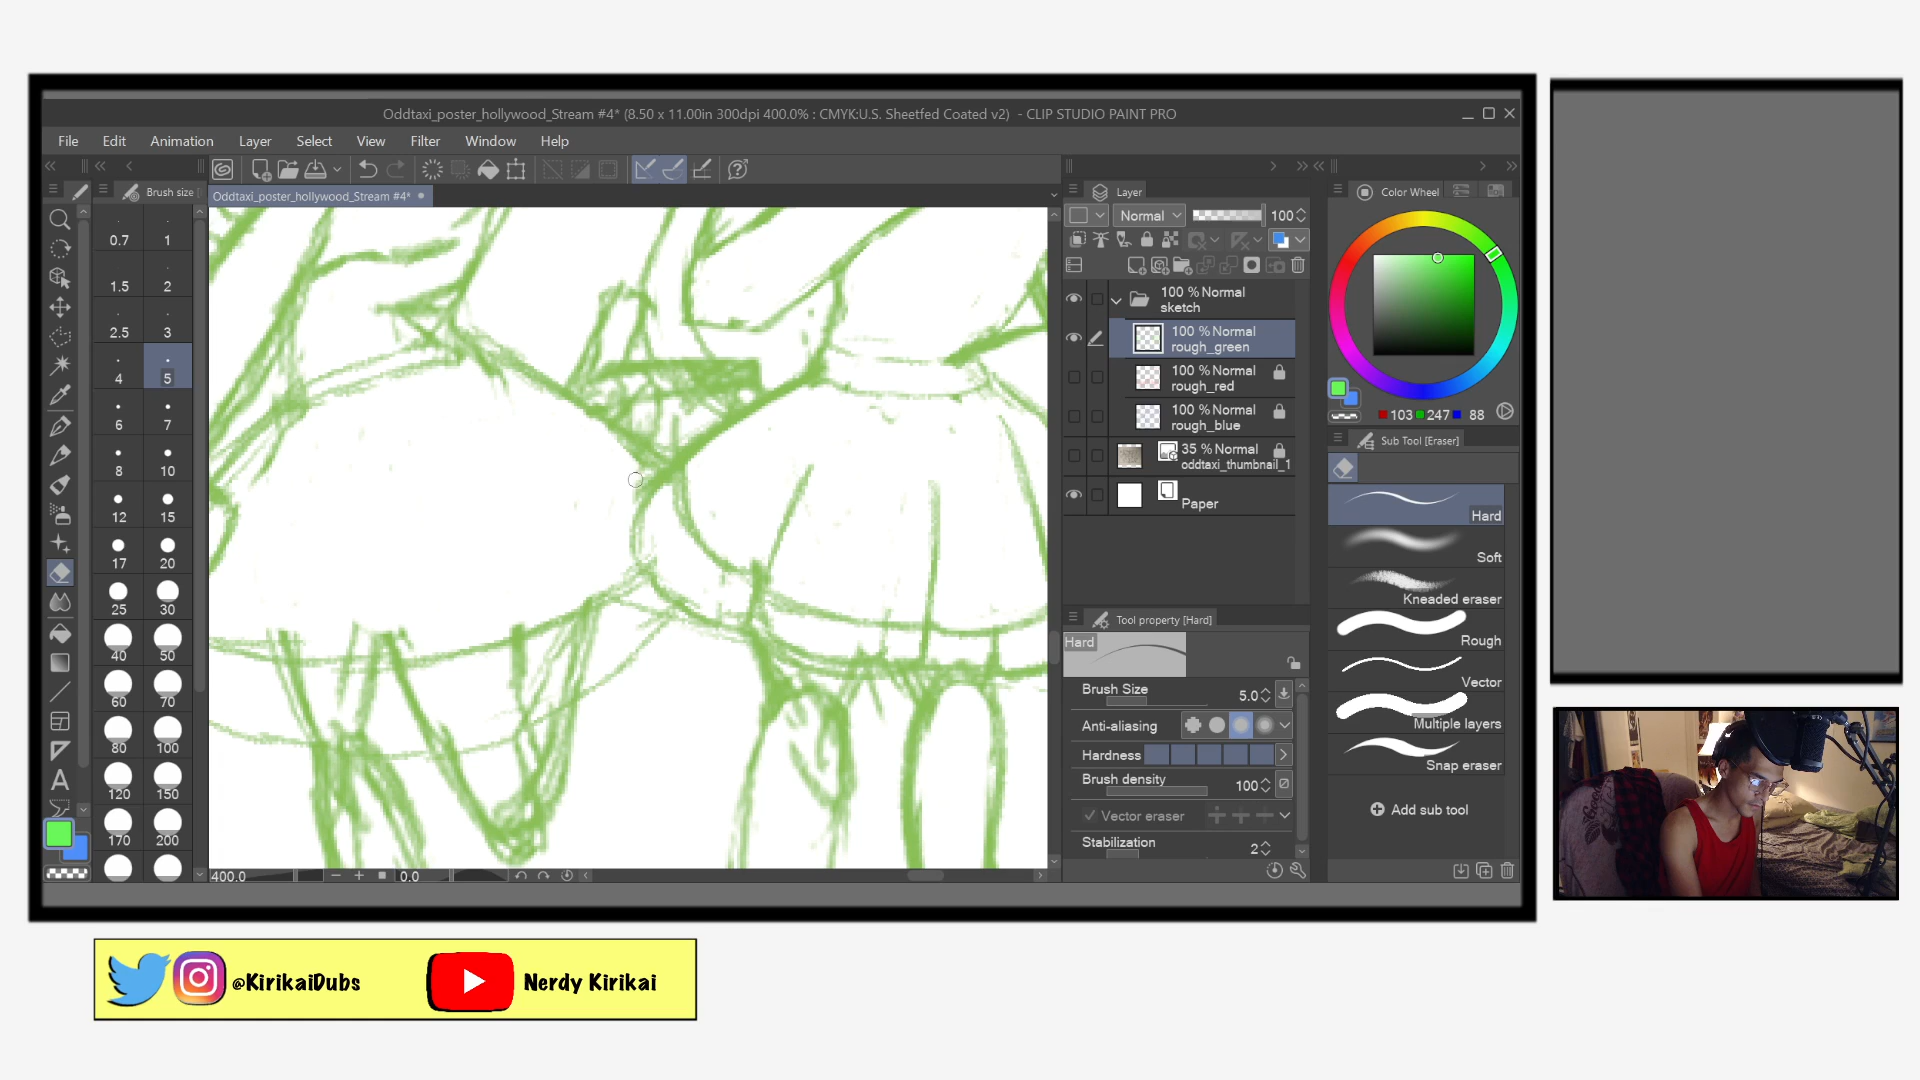 Oddtaxi_poster_hollywood_Stream #4* (8.50 x 11.00in 300dpi 400.0% : CMYK:U.S. Sheetfed Coated v2) - CLIP STUDIO PAINT PRO
File Edit Animation Layer Select View Filter Window Help
Brush size
Oddtaxi_poster_hollywood_Stream #4*
0.7 1
1.5 2
2.5 3
4 5
6 7
8 10
12 15
17 20
25 30
40 50
60 70
80 100
120 150
170 200
400.0 0.0
Layer
Normal 100
100 % Normal
sketch
100 % Normal
rough_green
100 % Normal
rough_red
100 % Normal
rough_blue
35 % Normal
oddtaxi_thumbnail_1
Paper
Tool property [Hard]
Hard
Brush Size 5.0
Anti-aliasing
Hardness
Brush density 100
Vector eraser
Stabilization 2
Color Wheel
103 247 88
Sub Tool [Eraser]
Hard
Soft
Kneaded eraser
Rough
Vector
Multiple layers
Snap eraser
Add sub tool
@KirikaiDubs Nerdy Kirikai